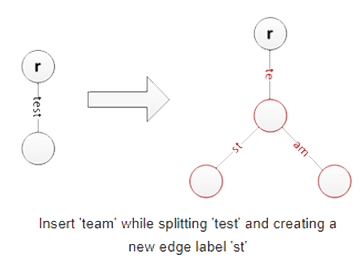 r
test
r
te
st
am
Insert 'team' while splitting 'test' and creating a
new edge label 'st'